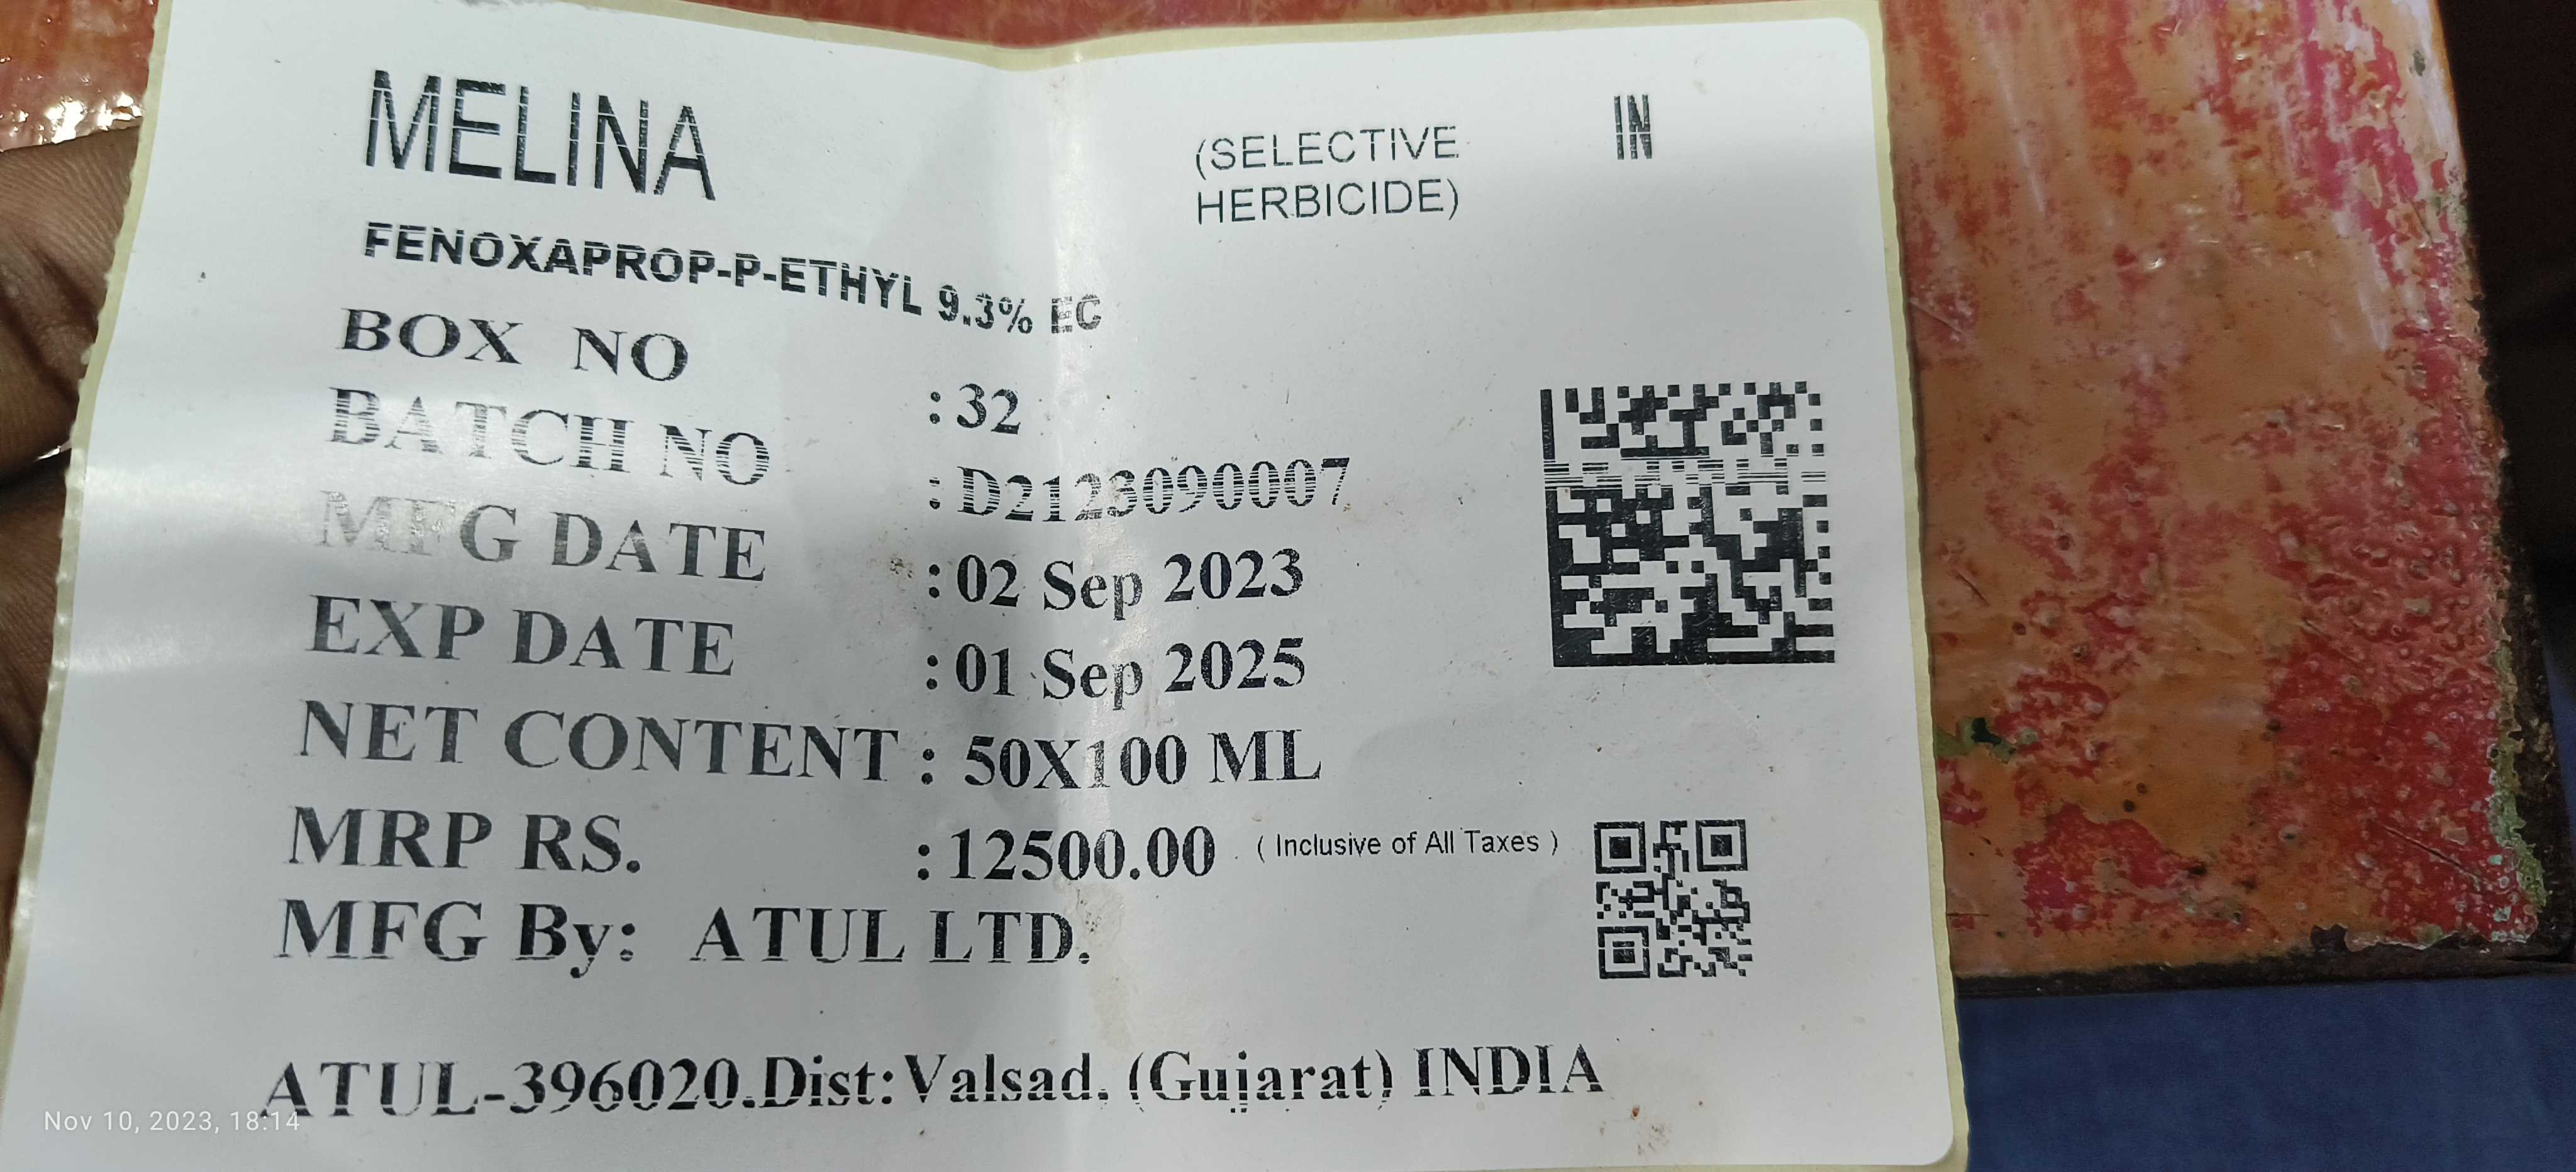 MELINA
(SELECTIVE
HERBICIDE)
IN
FENOXAPROP-P-ETHYL 9.3% EC
BOX NO : 32
BATCH NO : D2123090007
MFG DATE : 02 Sep 2023
EXP DATE : 01 Sep 2025
NET CONTENT : 50X100 ML
MRP RS. : 12500.00 ( Inclusive of All Taxes )
MFG By: ATUL LTD.
ATUL-396020.Dist:Valsad. (Gujarat) INDIA
Nov 10, 2023, 18:14